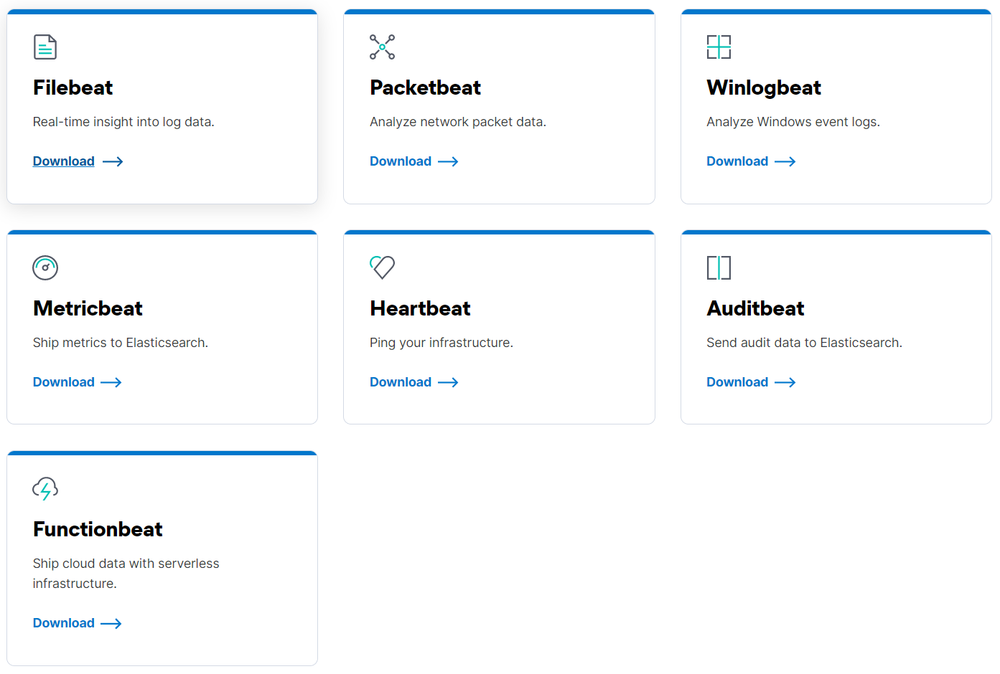 Filebeat
Real-time insight into log data.
Download
Packetbeat
Analyze network packet data.
Download
Winlogbeat
Analyze Windows event logs.
Download
Metricbeat
Ship metrics to Elasticsearch.
Download
Heartbeat
Ping your infrastructure.
Download
Auditbeat
Send audit data to Elasticsearch.
Download
Functionbeat
Ship cloud data with serverless
infrastructure.
Download